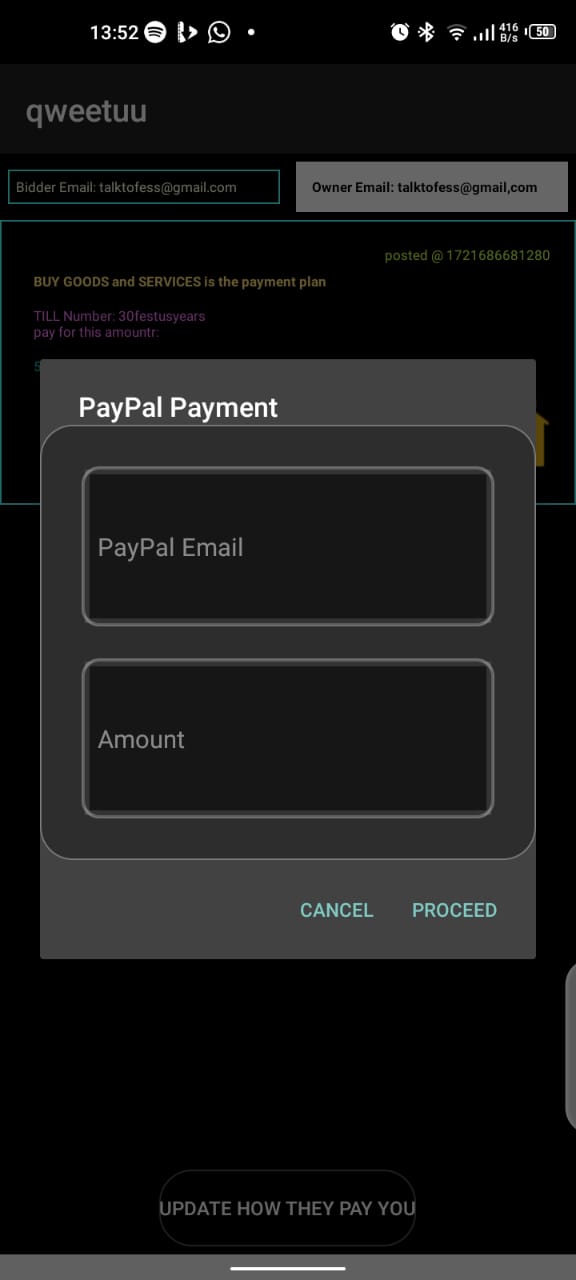 13:52
416
B/s
50
qweetuu
Bidder Email: talktofess@gmail.com
Owner Email: talktofess@gmail,com
posted @ 1721686681280
BUY GOODS and SERVICES is the payment plan
TILL Number: 30festusyears
pay for this amountr:
PayPal Payment
PayPal Email
Amount
CANCEL PROCEED
UPDATE HOW THEY PAY YOU